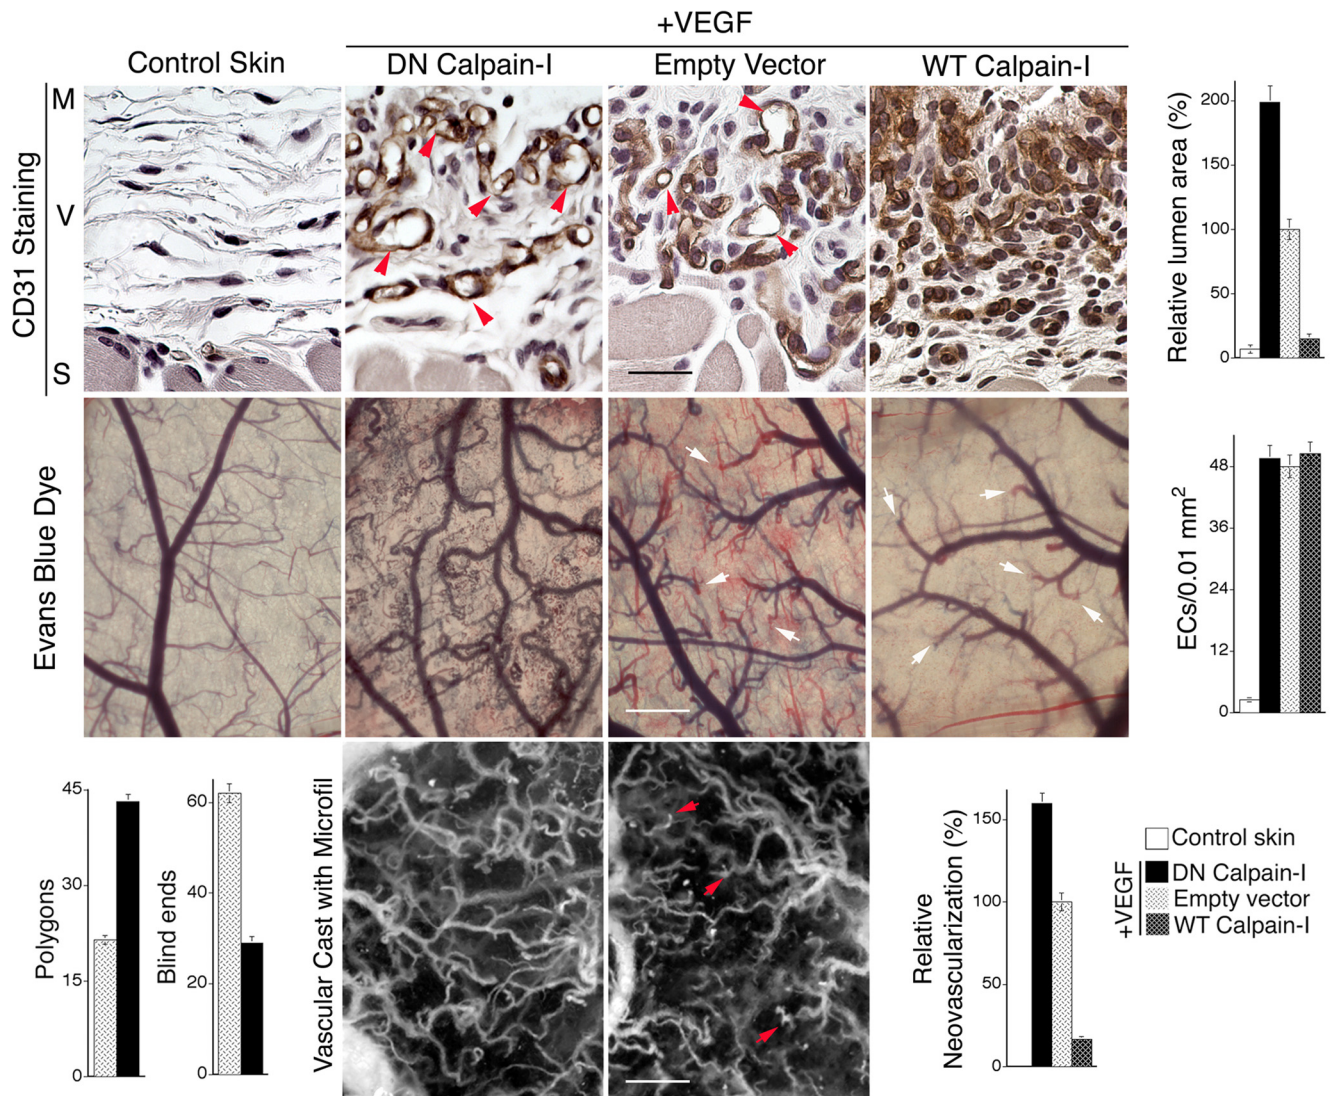 +VEGF
Control Skin
DN Calpain-I
Empty Vector
WT Calpain-I
CD31 Staining
M
V
S
Relative lumen area (%)
200
150
100
50
0
Evans Blue Dye
ECs/0.01 mm²
48
36
24
12
0
Polygons
45
30
15
0
Blind ends
60
40
20
0
Vascular Cast with Microfil
Relative
Neovascularization (%)
150
100
50
0
Control skin
+VEGF
DN Calpain-I
Empty vector
WT Calpain-I